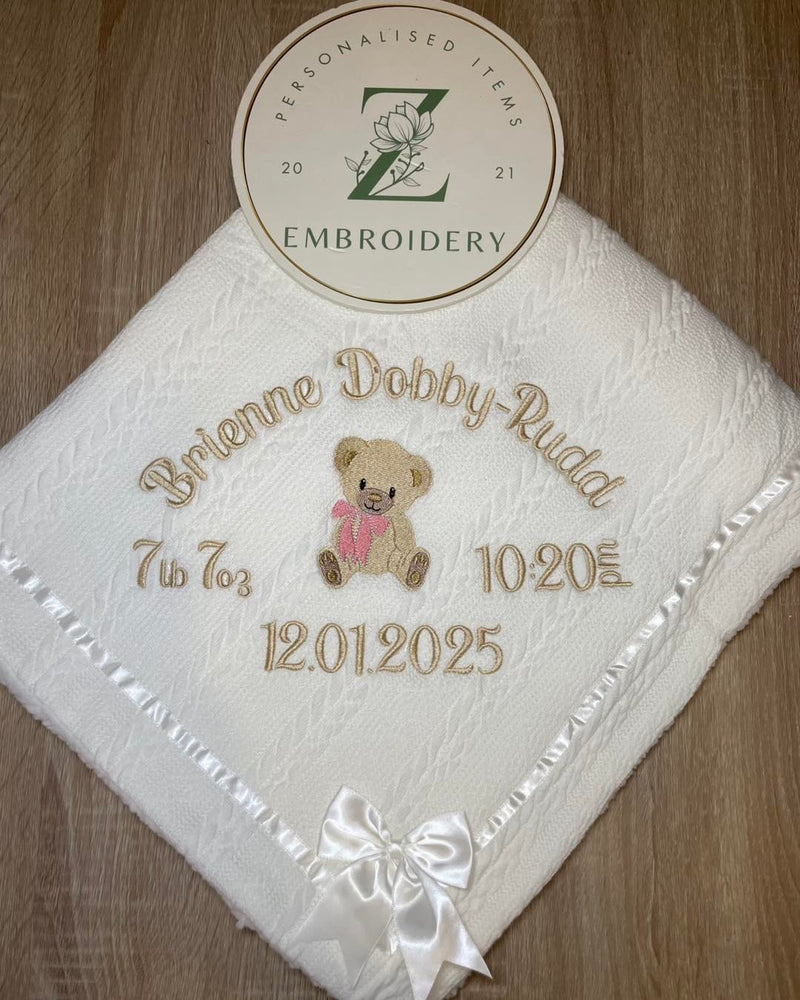 PERSONALISED ITEMS
Z
20 21
EMBROIDERY
Brienne Dobby-Rudd
7lb 7oz 10:20pm
12.01.2025